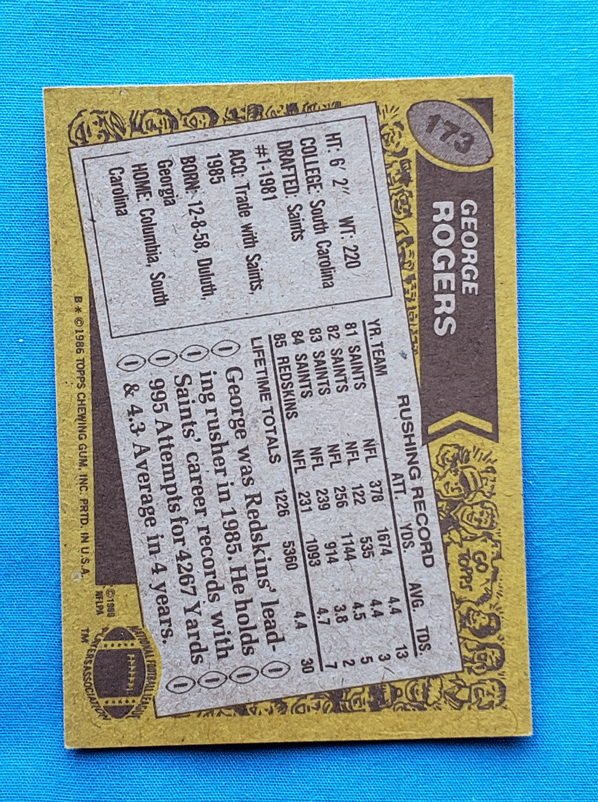 173
GEORGE
ROGERS
HT: 6' 2" WT: 220
COLLEGE: South Carolina
DRAFTED: Saints
#1-1981
ACQ: Trade with Saints,
1985
BORN: 12-8-58, Duluth,
Georgia
HOME: Columbia, South
Carolina
RUSHING RECORD
YR. TEAM ATT. YDS. AVG. TDS.
81 SAINTS NFL 378 1674 4.4 13
82 SAINTS NFL 122 535 4.4 3
83 SAINTS NFL 256 1144 4.5 5
84 SAINTS NFL 239 914 3.8 2
85 REDSKINS NFL 231 1093 4.7 7
LIFETIME TOTALS 1226 5360 4.4 30
George was Redskins' lead-
ing rusher in 1985. He holds
Saints' career records with
995 Attempts for 4267 Yards
& 4.3 Average in 4 years.
GO
TOPPS
B * © 1986 TOPPS CHEWING GUM, INC. PRTD. IN U.S.A.
© 1986
NFLPA
TM